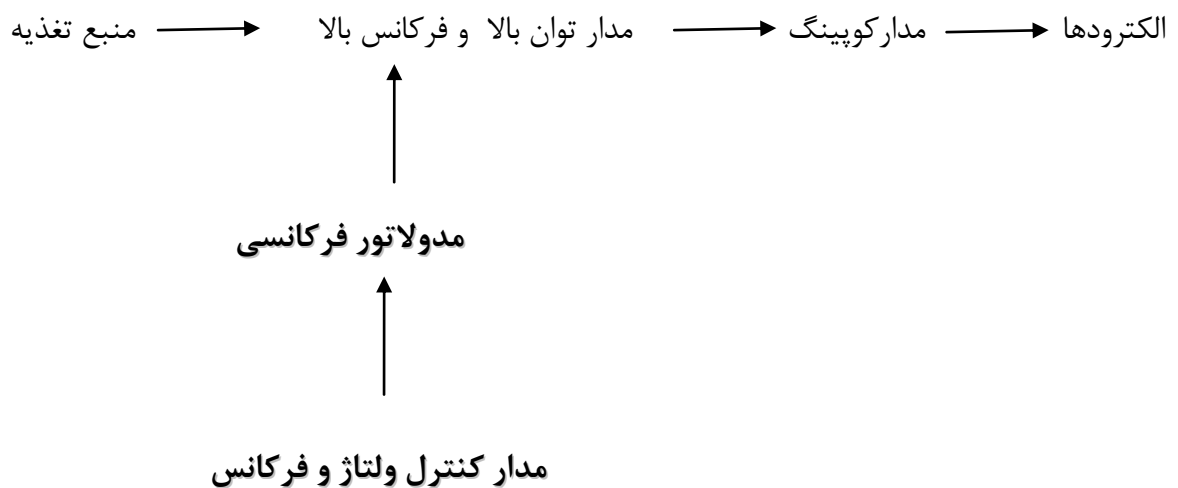 منبع تغذیه
مدار توان بالا و فرکانس بالا
مدارکوپینگ
الکترودها
مدولاتور فرکانسی
مدار کنترل ولتاژ و فرکانس